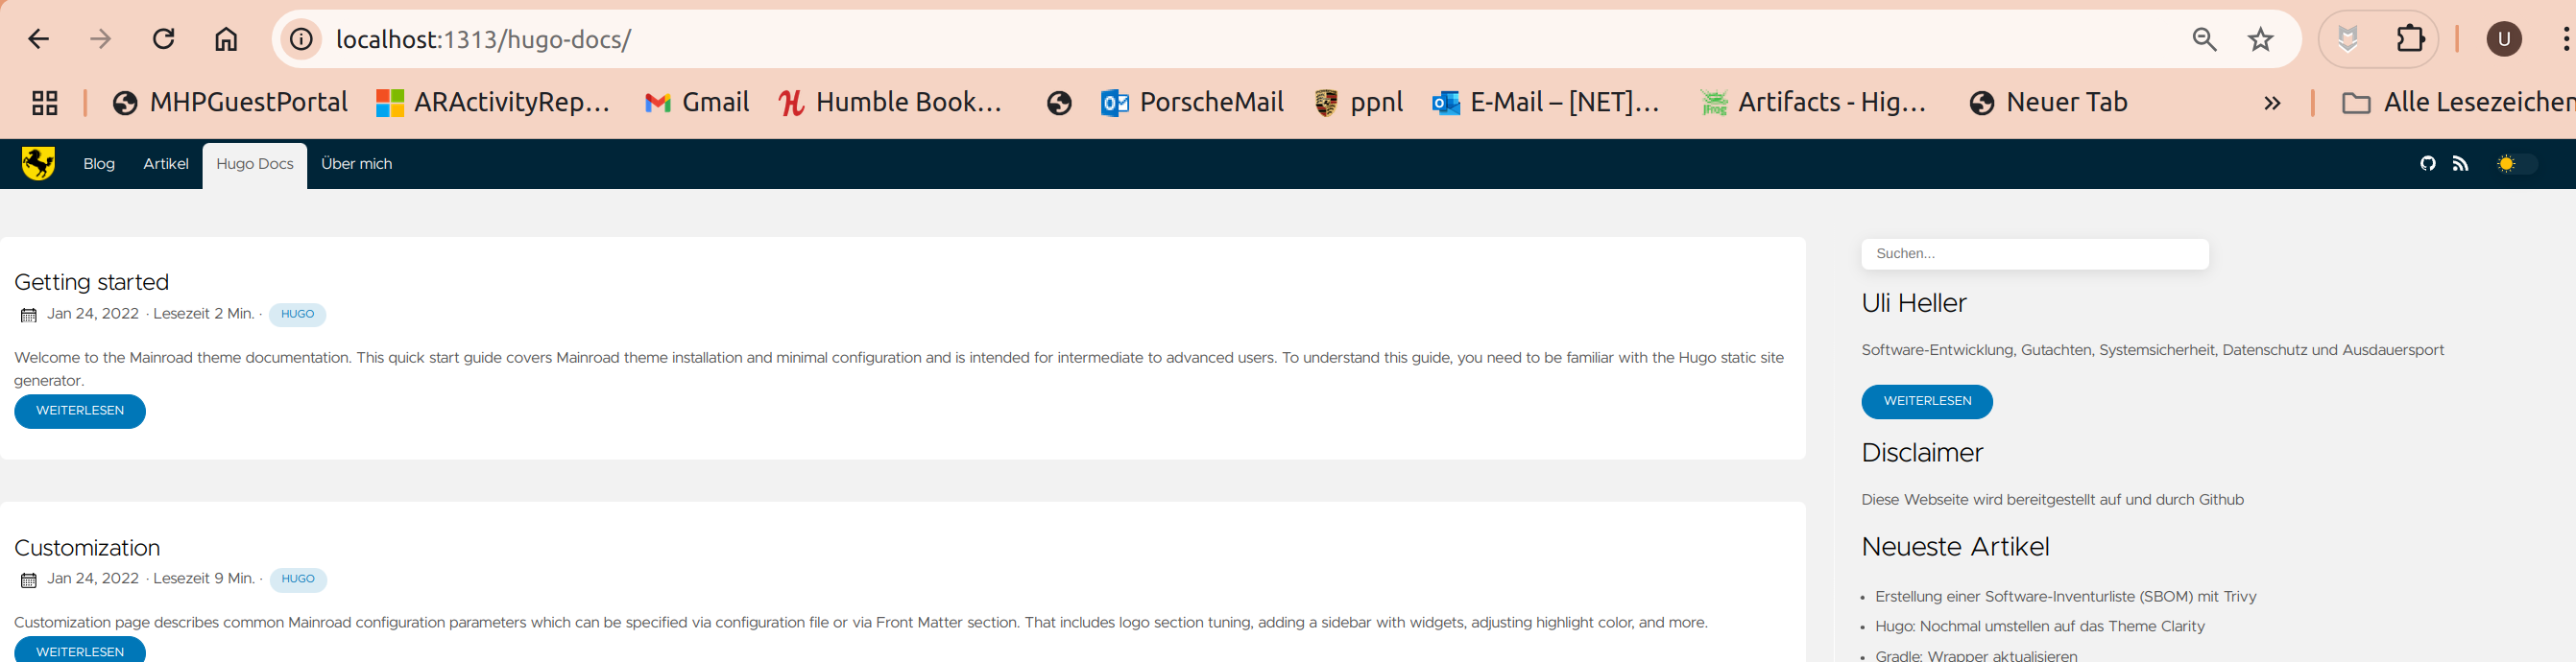 localhost:1313/hugo-docs/
U
MHPGuestPortal ARActivityRep... Gmail Humble Book... PorscheMail ppnl E-Mail – [NET]... Artifacts - Hig... Neuer Tab » Alle Lesezeichen
Blog Artikel Hugo Docs Über mich
Getting started
Jan 24, 2022 · Lesezeit 2 Min. · HUGO
Welcome to the Mainroad theme documentation. This quick start guide covers Mainroad theme installation and minimal configuration and is intended for intermediate to advanced users. To understand this guide, you need to be familiar with the Hugo static site
generator.
WEITERLESEN
Customization
Jan 24, 2022 · Lesezeit 9 Min. · HUGO
Customization page describes common Mainroad configuration parameters which can be specified via configuration file or via Front Matter section. That includes logo section tuning, adding a sidebar with widgets, adjusting highlight color, and more.
WEITERLESEN
Suchen...
Uli Heller
Software-Entwicklung, Gutachten, Systemsicherheit, Datenschutz und Ausdauersport
WEITERLESEN
Disclaimer
Diese Webseite wird bereitgestellt auf und durch Github
Neueste Artikel
• Erstellung einer Software-Inventurliste (SBOM) mit Trivy
• Hugo: Nochmal umstellen auf das Theme Clarity
• Gradle: Wrapper aktualisieren